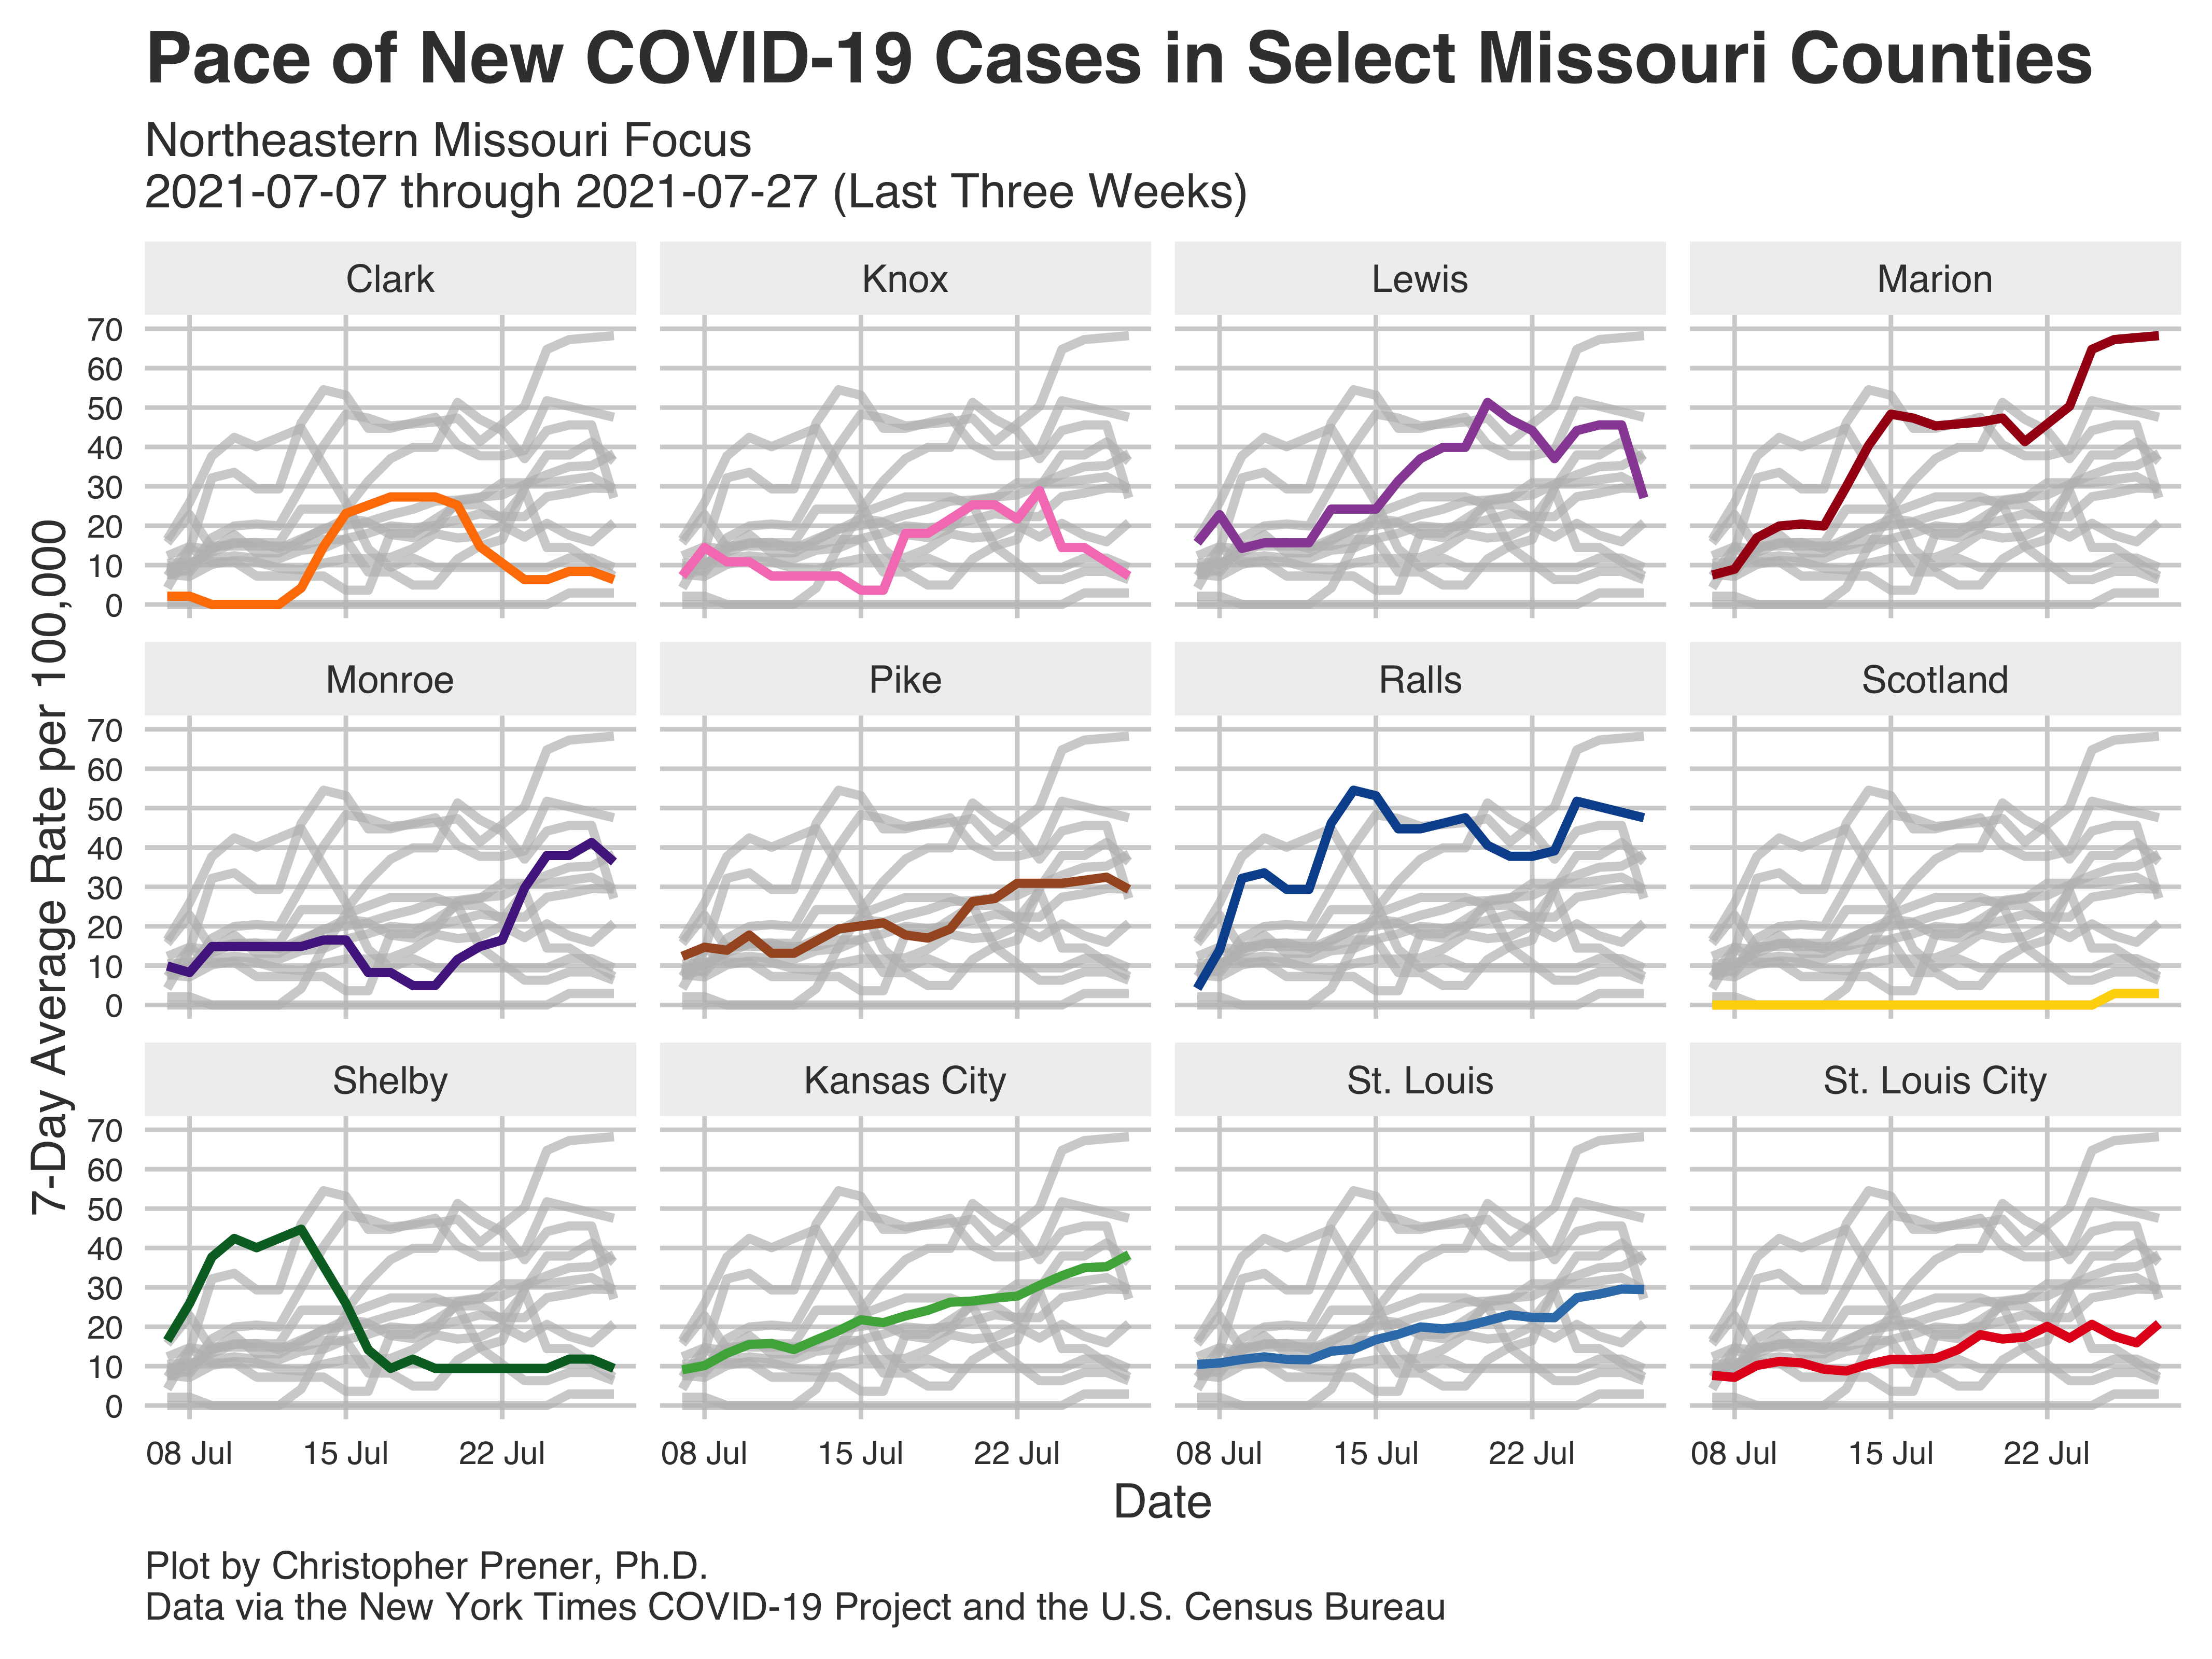 Pace of New COVID-19 Cases in Select Missouri Counties
Northeastern Missouri Focus
2021-07-07 through 2021-07-27 (Last Three Weeks)
7-Day Average Rate per 100,000
Clark
Knox
Lewis
Marion
70
60
50
40
30
20
10
0
Monroe
Pike
Ralls
Scotland
70
60
50
40
30
20
10
0
Shelby
Kansas City
St. Louis
St. Louis City
70
60
50
40
30
20
10
0
08 Jul 15 Jul 22 Jul
08 Jul 15 Jul 22 Jul
08 Jul 15 Jul 22 Jul
08 Jul 15 Jul 22 Jul
Date
Plot by Christopher Prener, Ph.D.
Data via the New York Times COVID-19 Project and the U.S. Census Bureau